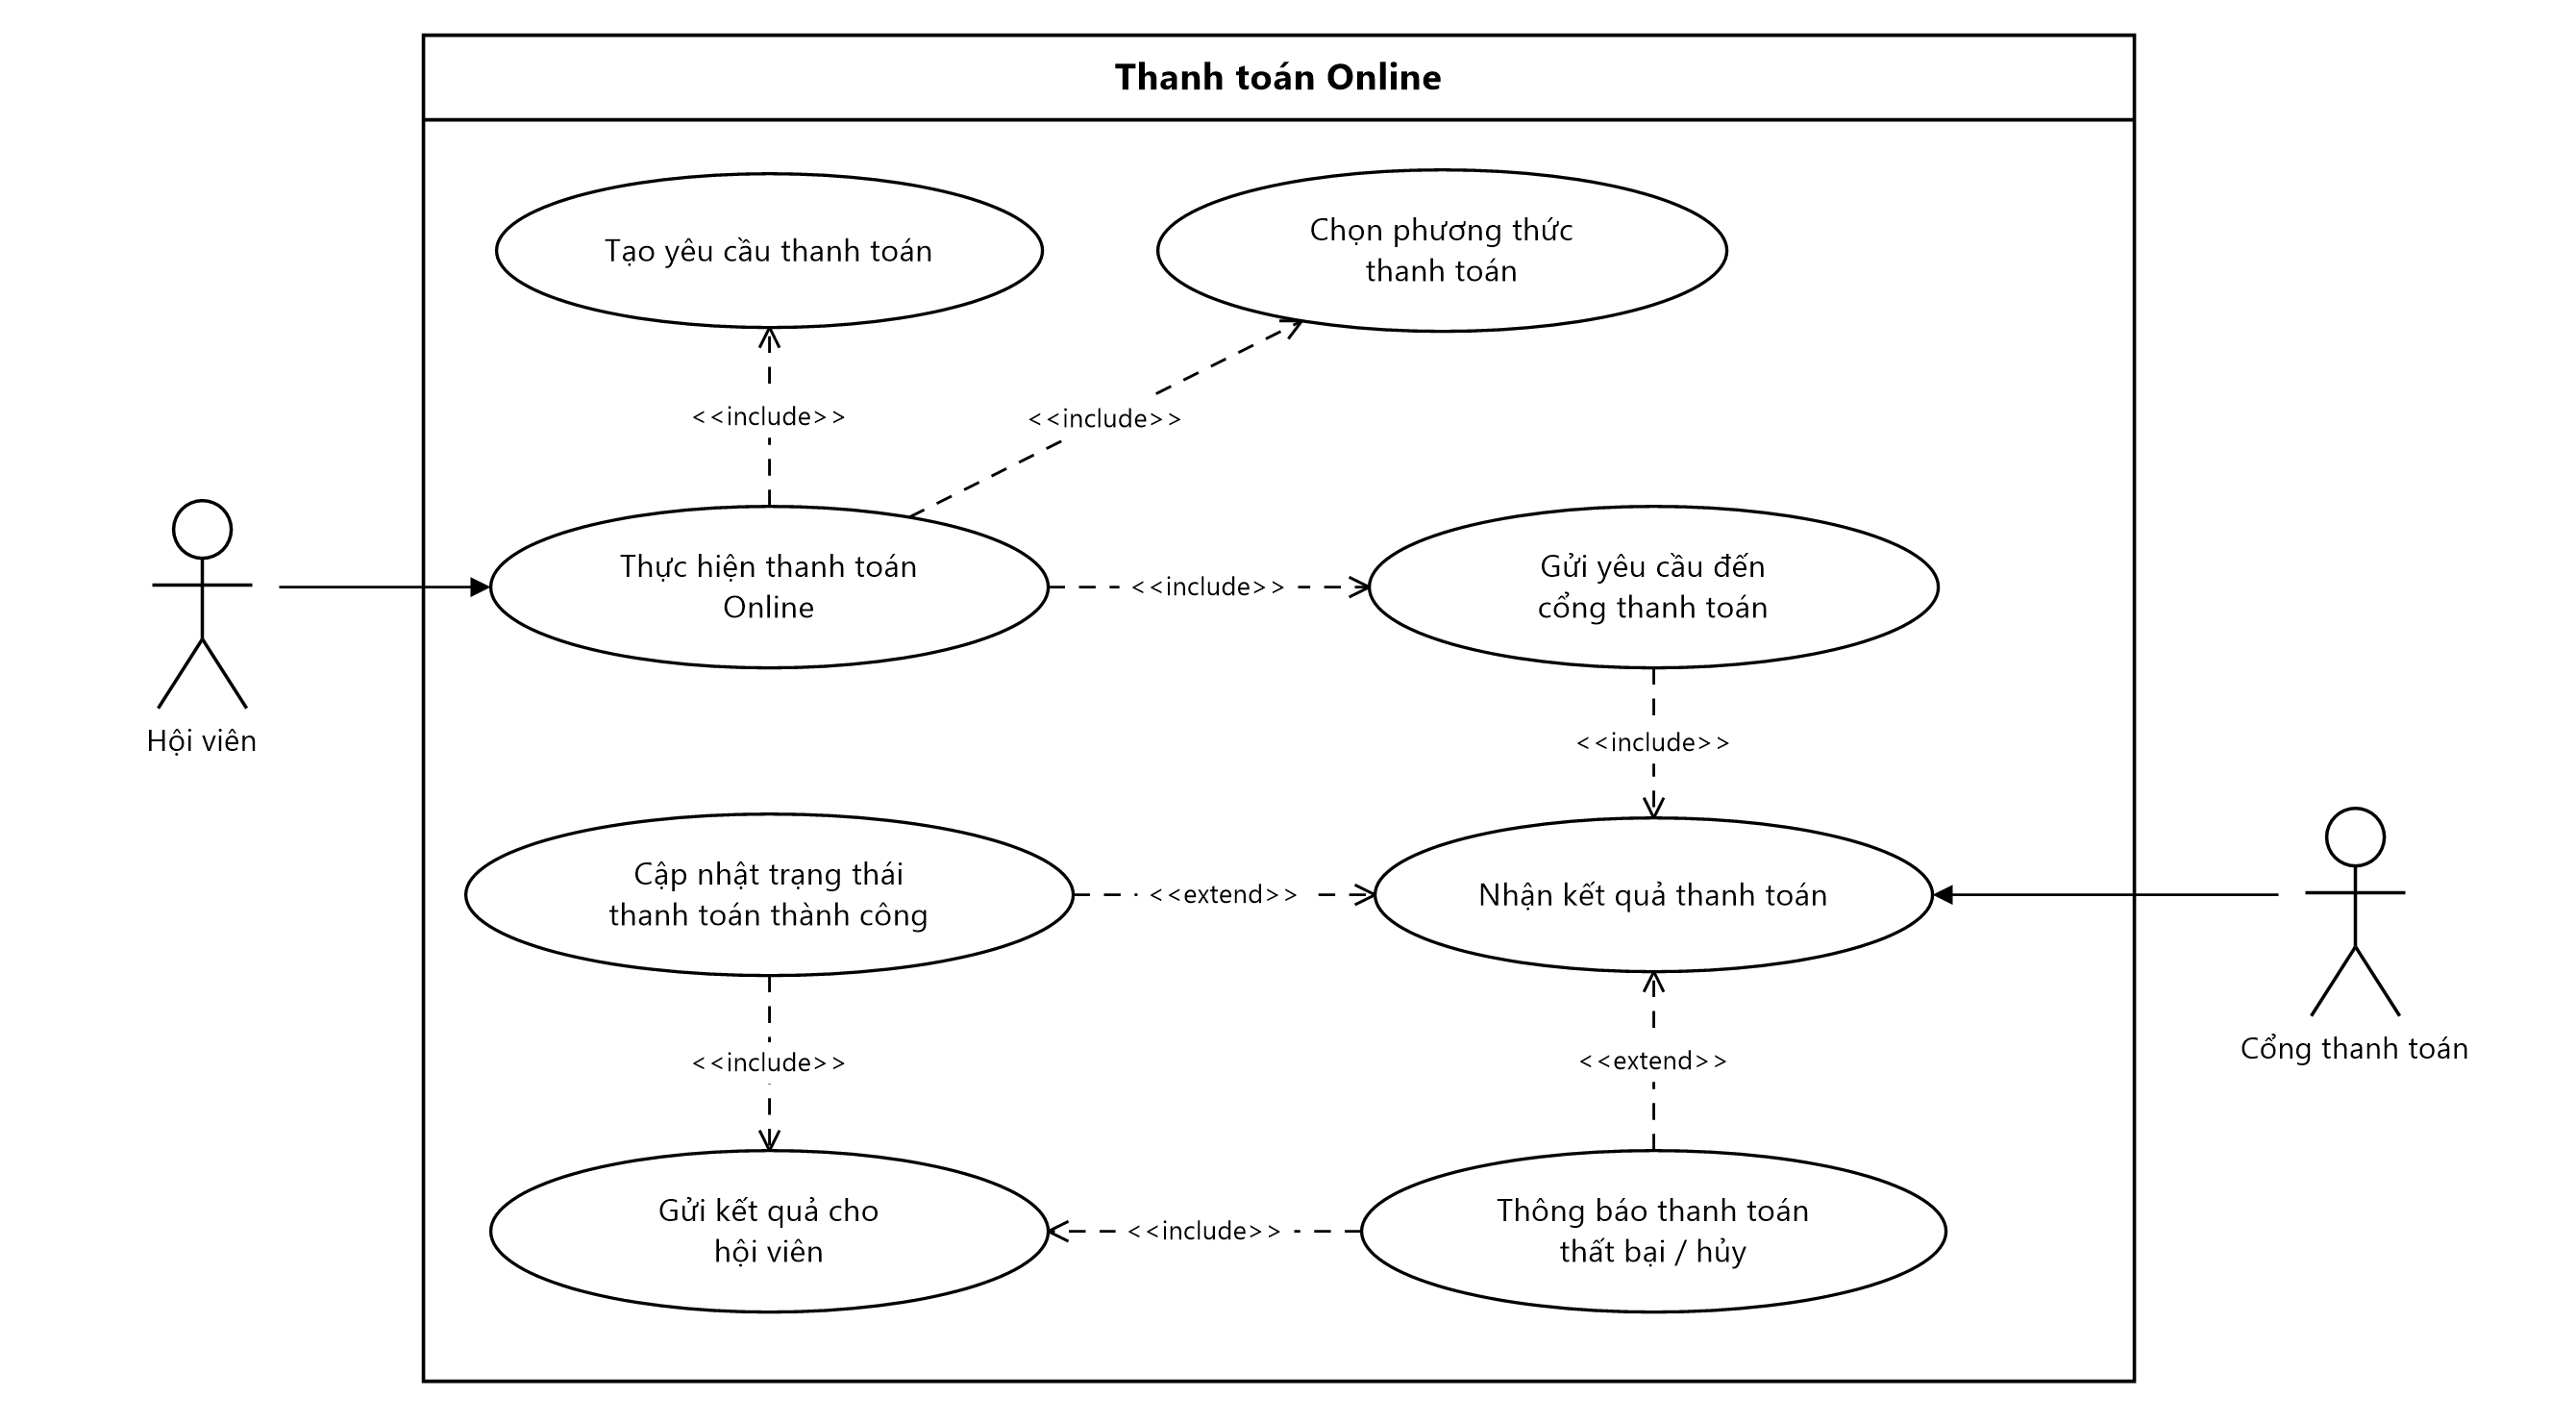 Thanh toán Online
Tạo yêu cầu thanh toán
Chọn phương thức
thanh toán
<<include>>
<<include>>
Thực hiện thanh toán
Online
<<include>>
Gửi yêu cầu đến
cổng thanh toán
Hội viên
<<include>>
Cập nhật trạng thái
thanh toán thành công
<<extend>>
Nhận kết quả thanh toán
Cổng thanh toán
<<include>>
<<extend>>
Gửi kết quả cho
hội viên
<<include>>
Thông báo thanh toán
thất bại / hủy